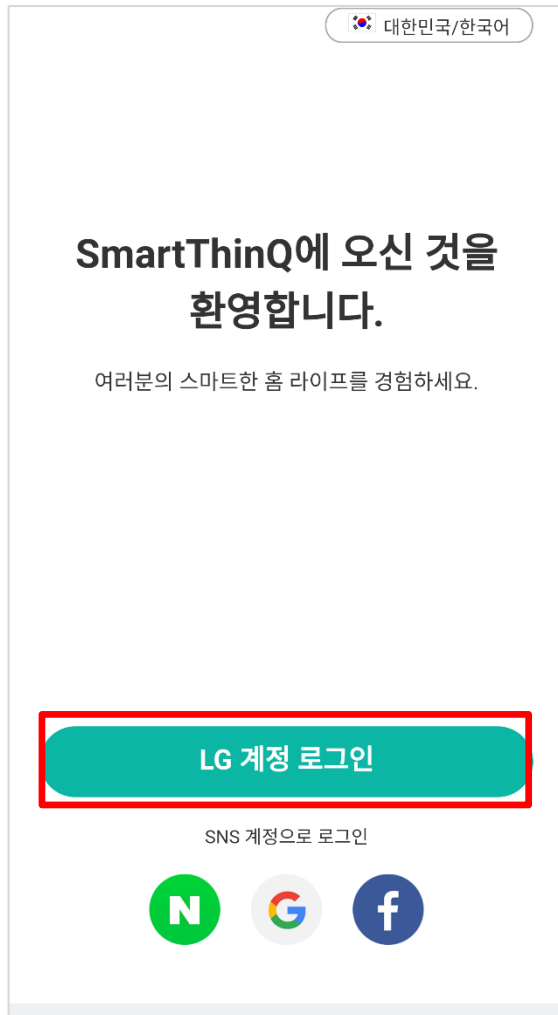 대한민국/한국어
SmartThinQ에 오신 것을
환영합니다.
여러분의 스마트한 홈 라이프를 경험하세요.
LG 계정 로그인
SNS 계정으로 로그인
N G f